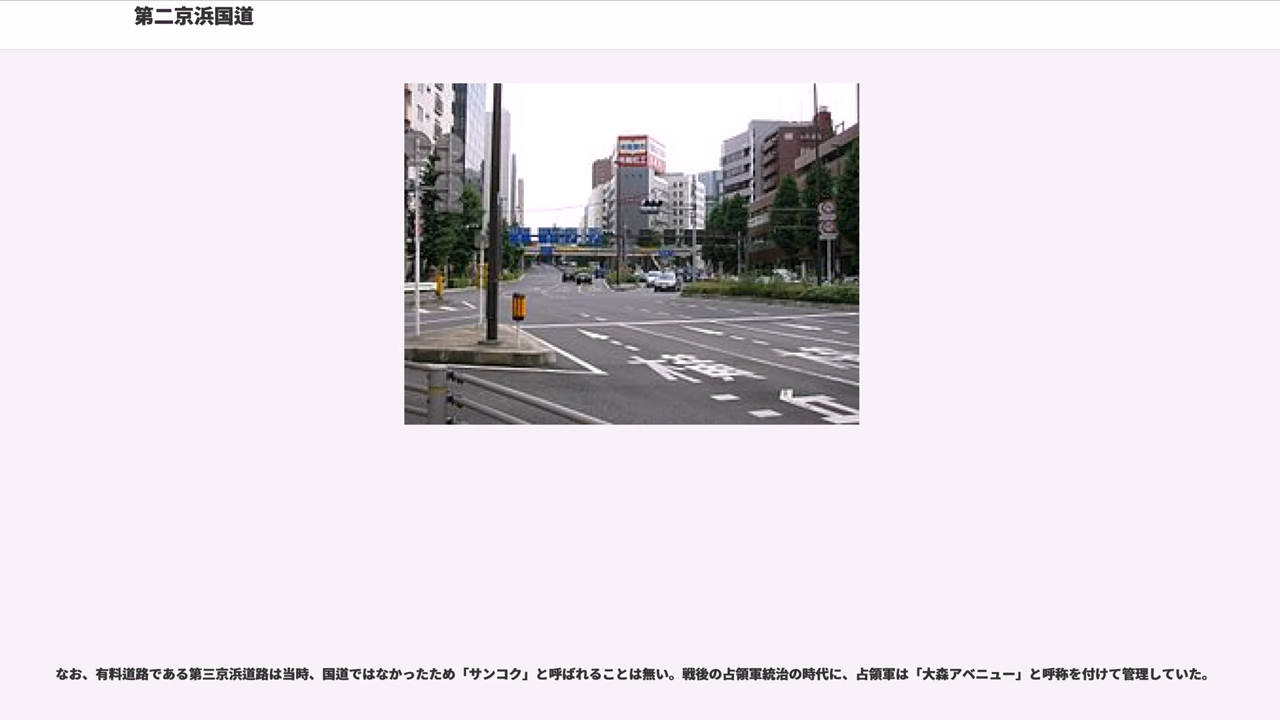 第二京浜国道
なお、有料道路である第三京浜道路は当時、国道ではなかったため「サンコク」と呼ばれることは無い。戦後の占領軍統治の時代に、占領軍は「大森アベニュー」と呼称を付けて管理していた。